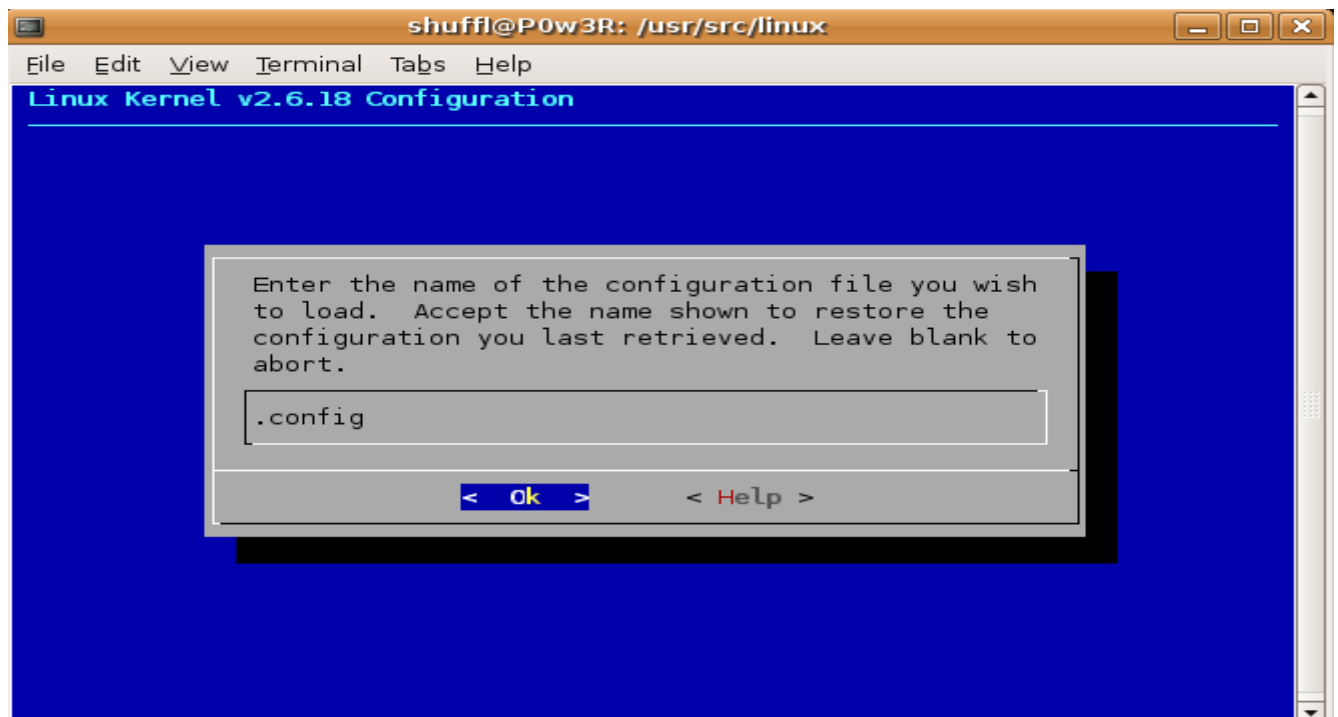 shuffl@P0w3R: /usr/src/linux
File Edit View Terminal Tabs Help
Linux Kernel v2.6.18 Configuration
Enter the name of the configuration file you wish
to load.  Accept the name shown to restore the
configuration you last retrieved.  Leave blank to
abort.
.config
<  Ok  > < Help >